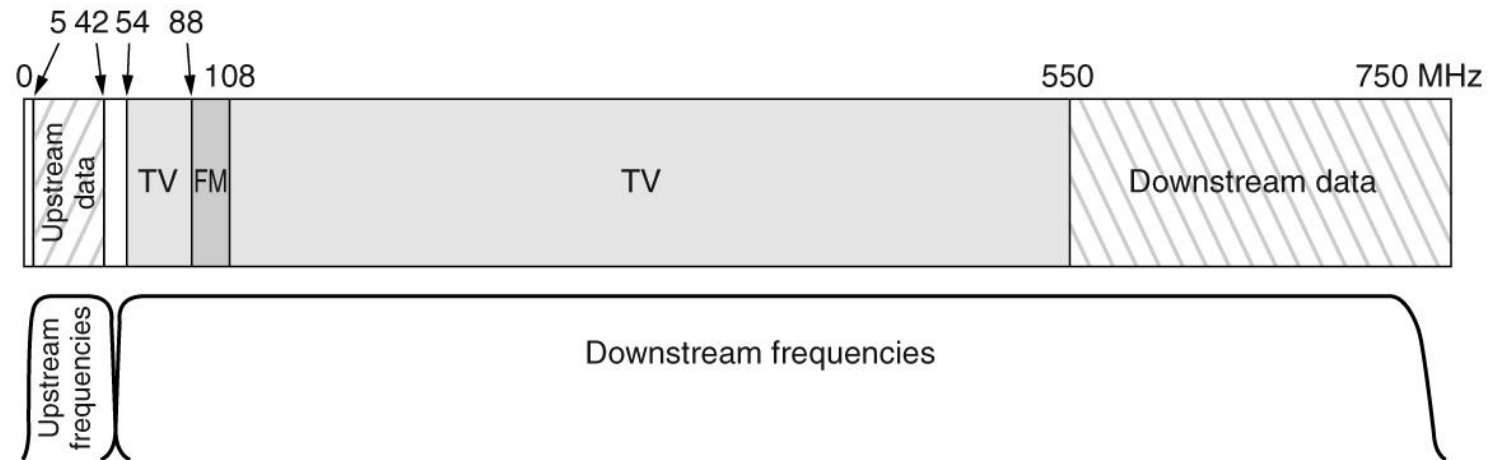 5 42 54 88
0 108 550 750 MHz
Upstream
data
TV FM TV Downstream data
Upstream
frequencies
Downstream frequencies